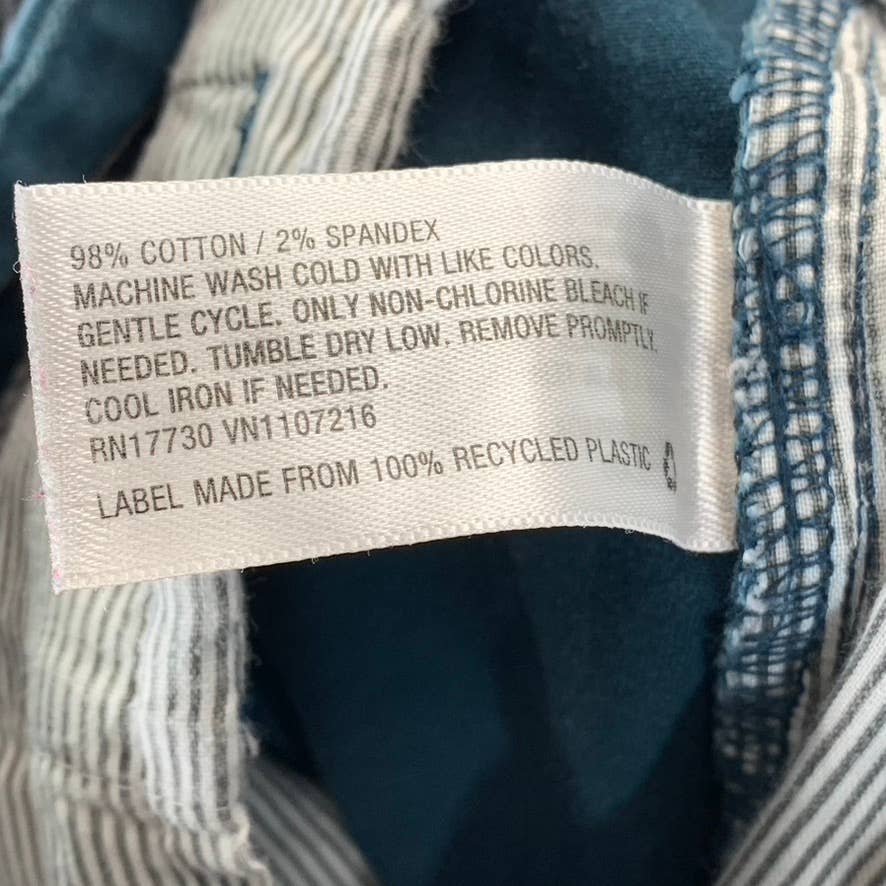 98% COTTON / 2% SPANDEX
MACHINE WASH COLD WITH LIKE COLORS.
GENTLE CYCLE. ONLY NON-CHLORINE BLEACH IF
NEEDED. TUMBLE DRY LOW. REMOVE PROMPTLY.
COOL IRON IF NEEDED.
RN17730 VN1107216
LABEL MADE FROM 100% RECYCLED PLASTIC